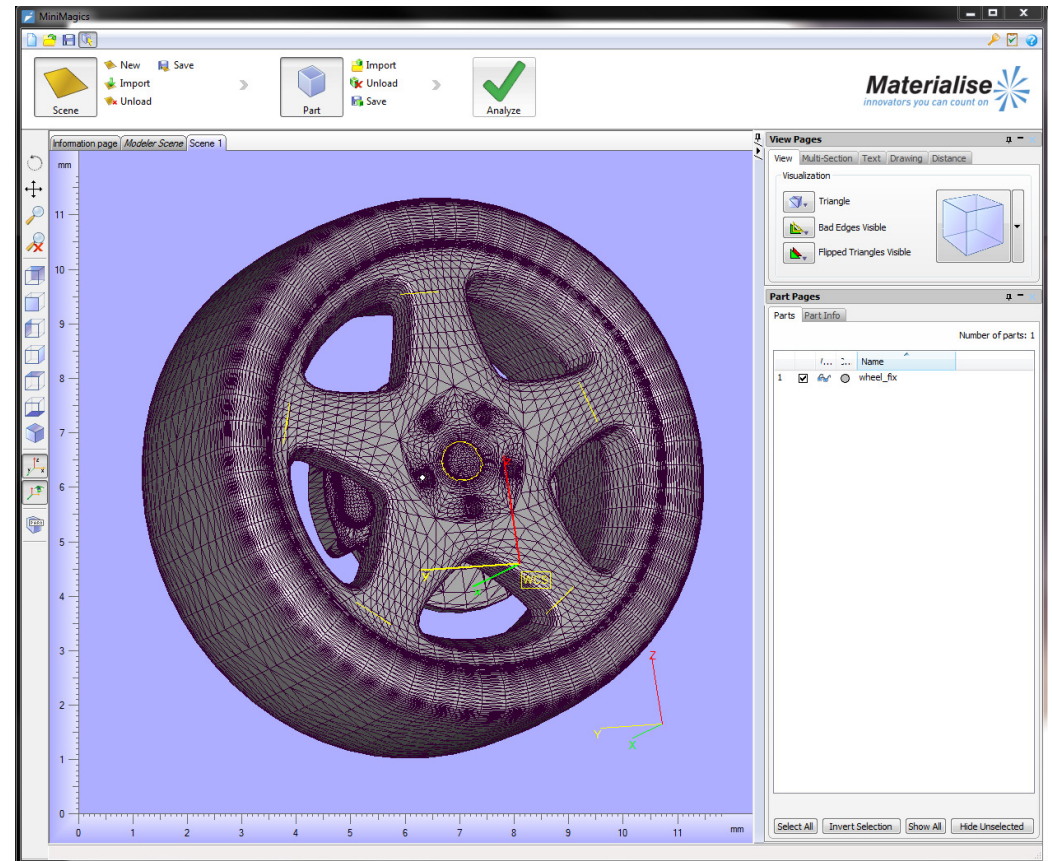 MiniMagics
New Save
Import
Unload
Scene
Import
Unload
Save
Part
Analyze
Materialise
innovators you can count on
Information page Modeler Scene Scene 1
mm
11
10
9
8
7
6
5
4
3
2
1
0
0 1 2 3 4 5 6 7 8 9 10 11 mm
WCS
Z
Y
X
View Pages
View Multi-Section Text Drawing Distance
Visualization
Triangle
Bad Edges Visible
Flipped Triangles Visible
Part Pages
Parts Part Info
Number of parts: 1
Name
1 wheel_fix
Select All Invert Selection Show All Hide Unselected